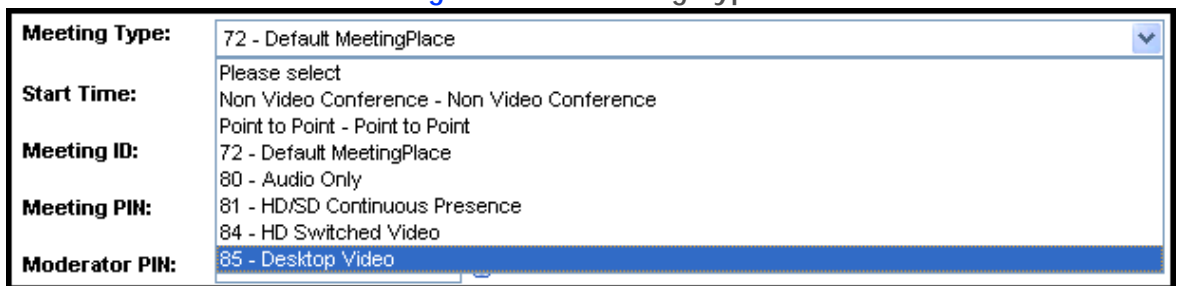 Meeting Type: 72 - Default MeetingPlace
Please select
Start Time: Non Video Conference - Non Video Conference
Point to Point - Point to Point
Meeting ID: 72 - Default MeetingPlace
80 - Audio Only
Meeting PIN: 81 - HD/SD Continuous Presence
84 - HD Switched Video
Moderator PIN: 85 - Desktop Video